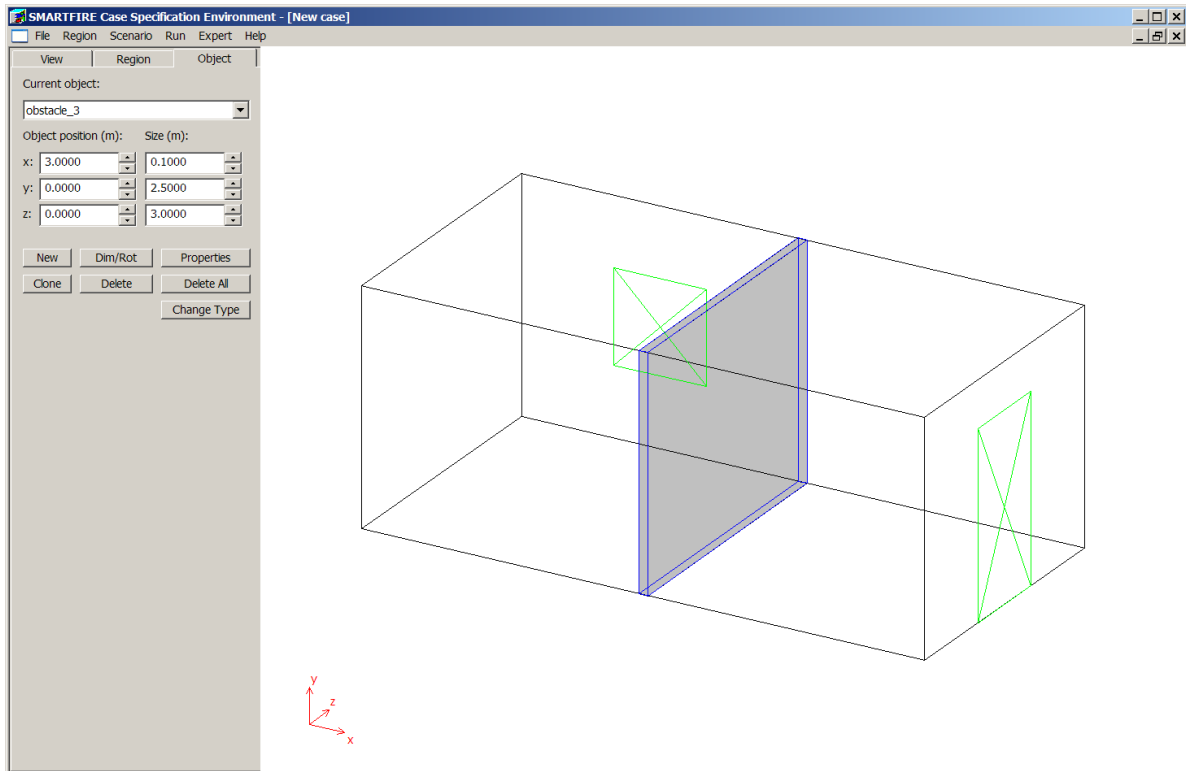 SMARTFIRE Case Specification Environment - [New case]
File Region Scenario Run Expert Help
View Region Object
Current object:
obstacle_3
Object position (m): Size (m):
x: 3.0000 0.1000
y: 0.0000 2.5000
z: 0.0000 3.0000
New Dim/Rot Properties
Clone Delete Delete All
Change Type
y
z
x